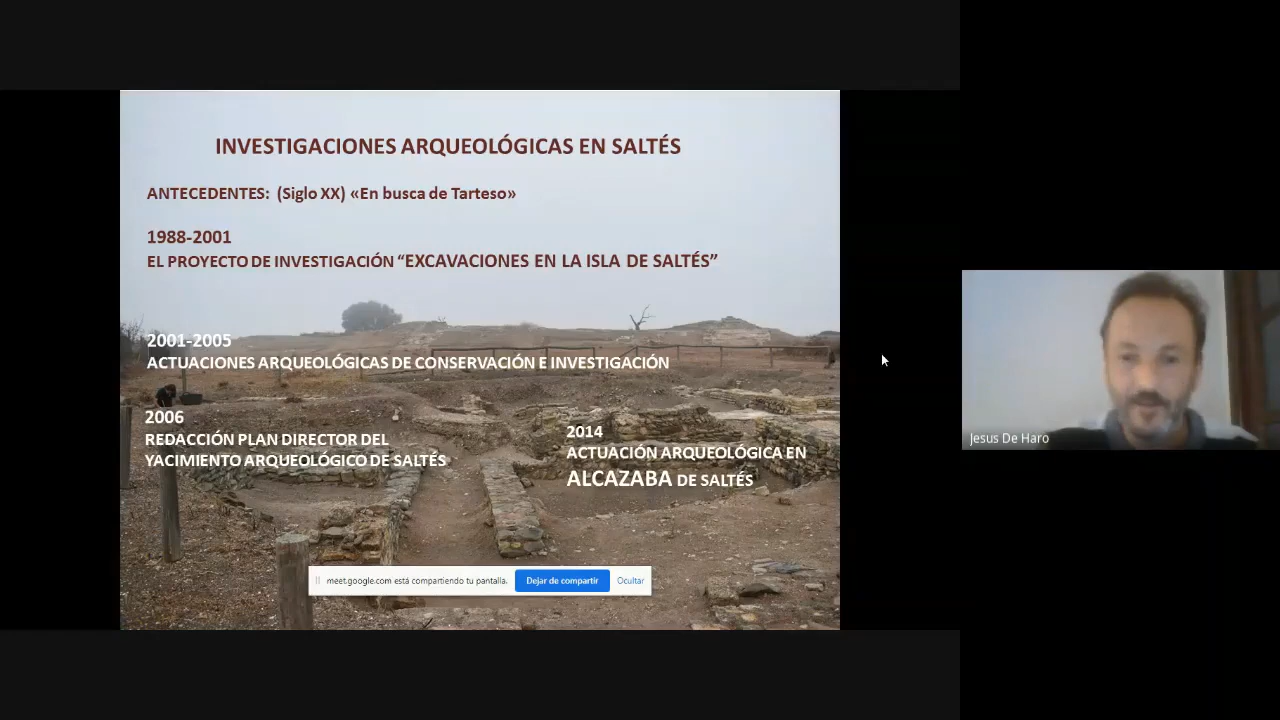 INVESTIGACIONES ARQUEOLÓGICAS EN SALTÉS
ANTECEDENTES: (Siglo XX) «En busca de Tarteso»
1988-2001
EL PROYECTO DE INVESTIGACIÓN “EXCAVACIONES EN LA ISLA DE SALTÉS”
2001-2005
ACTUACIONES ARQUEOLÓGICAS DE CONSERVACIÓN E INVESTIGACIÓN
2006
REDACCIÓN PLAN DIRECTOR DEL
YACIMIENTO ARQUEOLÓGICO DE SALTÉS
2014
ACTUACIÓN ARQUEOLÓGICA EN
ALCAZABA DE SALTÉS
meet.google.com está compartiendo tu pantalla.
Dejar de compartir
Ocultar
Jesus De Haro